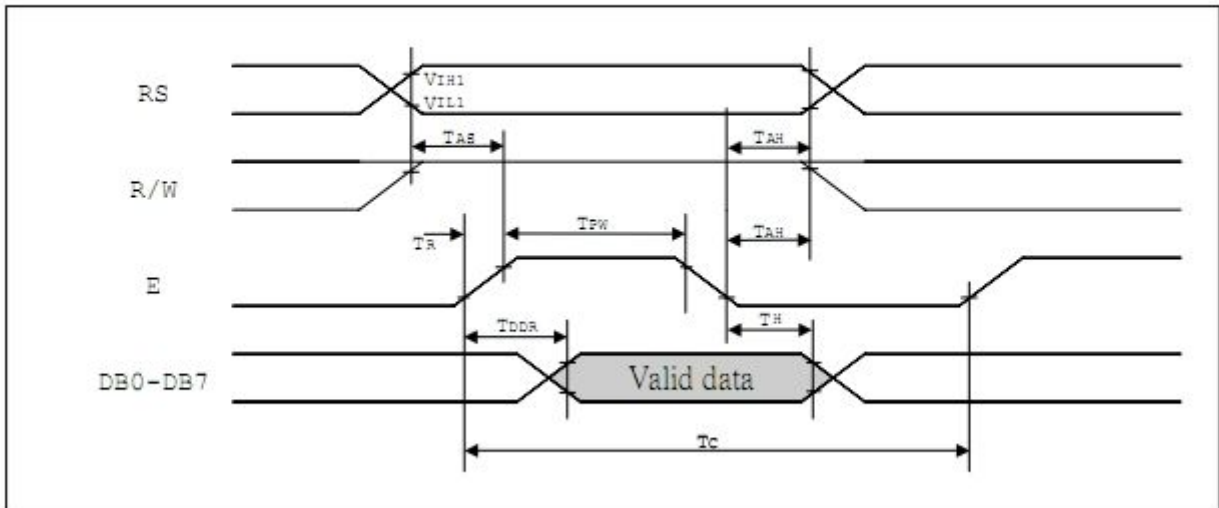 RS
VIH1
VIL1
TAS
TAH
R/W
TPW
TAH
TR
E
TDDR
TH
DB0-DB7
Valid data
TC